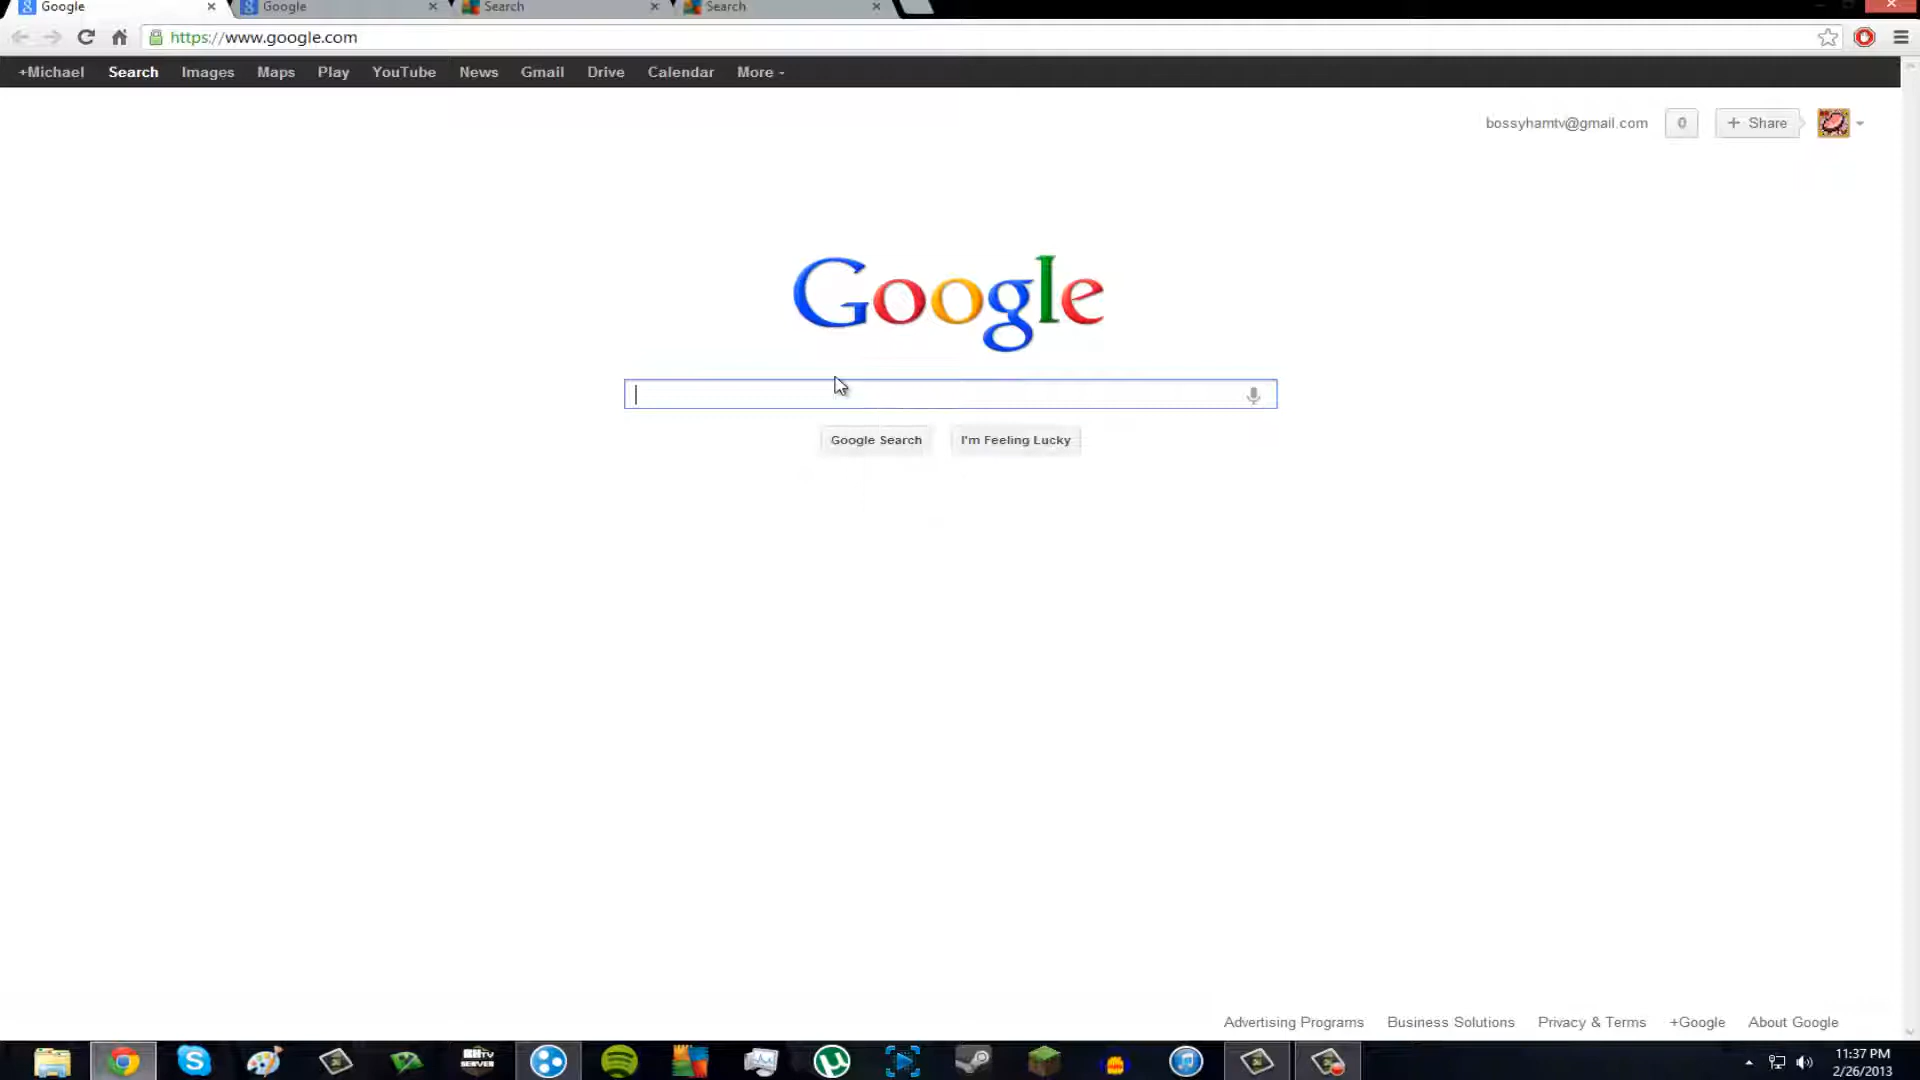 Google Google Search Search
https://www.google.com
+Michael Search Images Maps Play YouTube News Gmail Drive Calendar More
bossyhamtv@gmail.com 0 + Share
Google
Google Search I'm Feeling Lucky
Advertising Programs Business Solutions Privacy & Terms +Google About Google
BHTV
SERVER
11:37 PM
2/26/2013